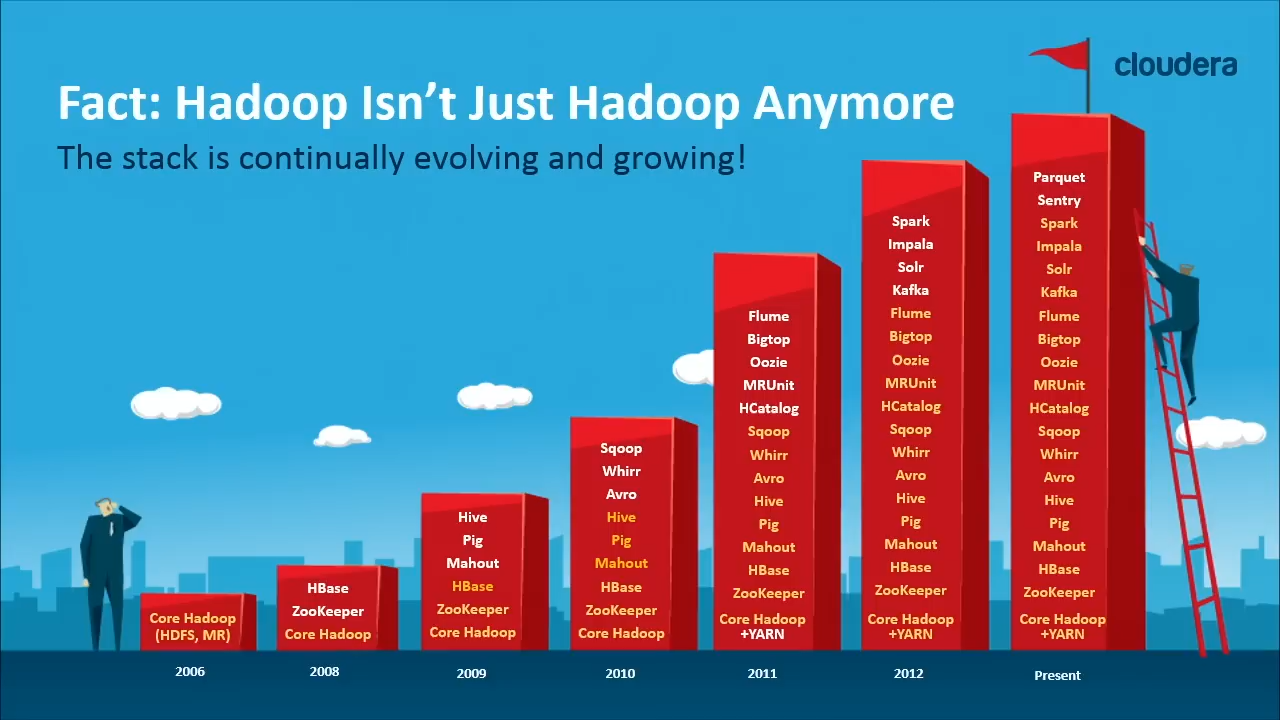 cloudera
Fact: Hadoop Isn’t Just Hadoop Anymore
The stack is continually evolving and growing!
Core Hadoop
(HDFS, MR)
2006
HBase
ZooKeeper
Core Hadoop
2008
Hive
Pig
Mahout
HBase
ZooKeeper
Core Hadoop
2009
Sqoop
Whirr
Avro
Hive
Pig
Mahout
HBase
ZooKeeper
Core Hadoop
2010
Flume
Bigtop
Oozie
MRUnit
HCatalog
Sqoop
Whirr
Avro
Hive
Pig
Mahout
HBase
ZooKeeper
Core Hadoop
+YARN
2011
Spark
Impala
Solr
Kafka
Flume
Bigtop
Oozie
MRUnit
HCatalog
Sqoop
Whirr
Avro
Hive
Pig
Mahout
HBase
ZooKeeper
Core Hadoop
+YARN
2012
Parquet
Sentry
Spark
Impala
Solr
Kafka
Flume
Bigtop
Oozie
MRUnit
HCatalog
Sqoop
Whirr
Avro
Hive
Pig
Mahout
HBase
ZooKeeper
Core Hadoop
+YARN
Present